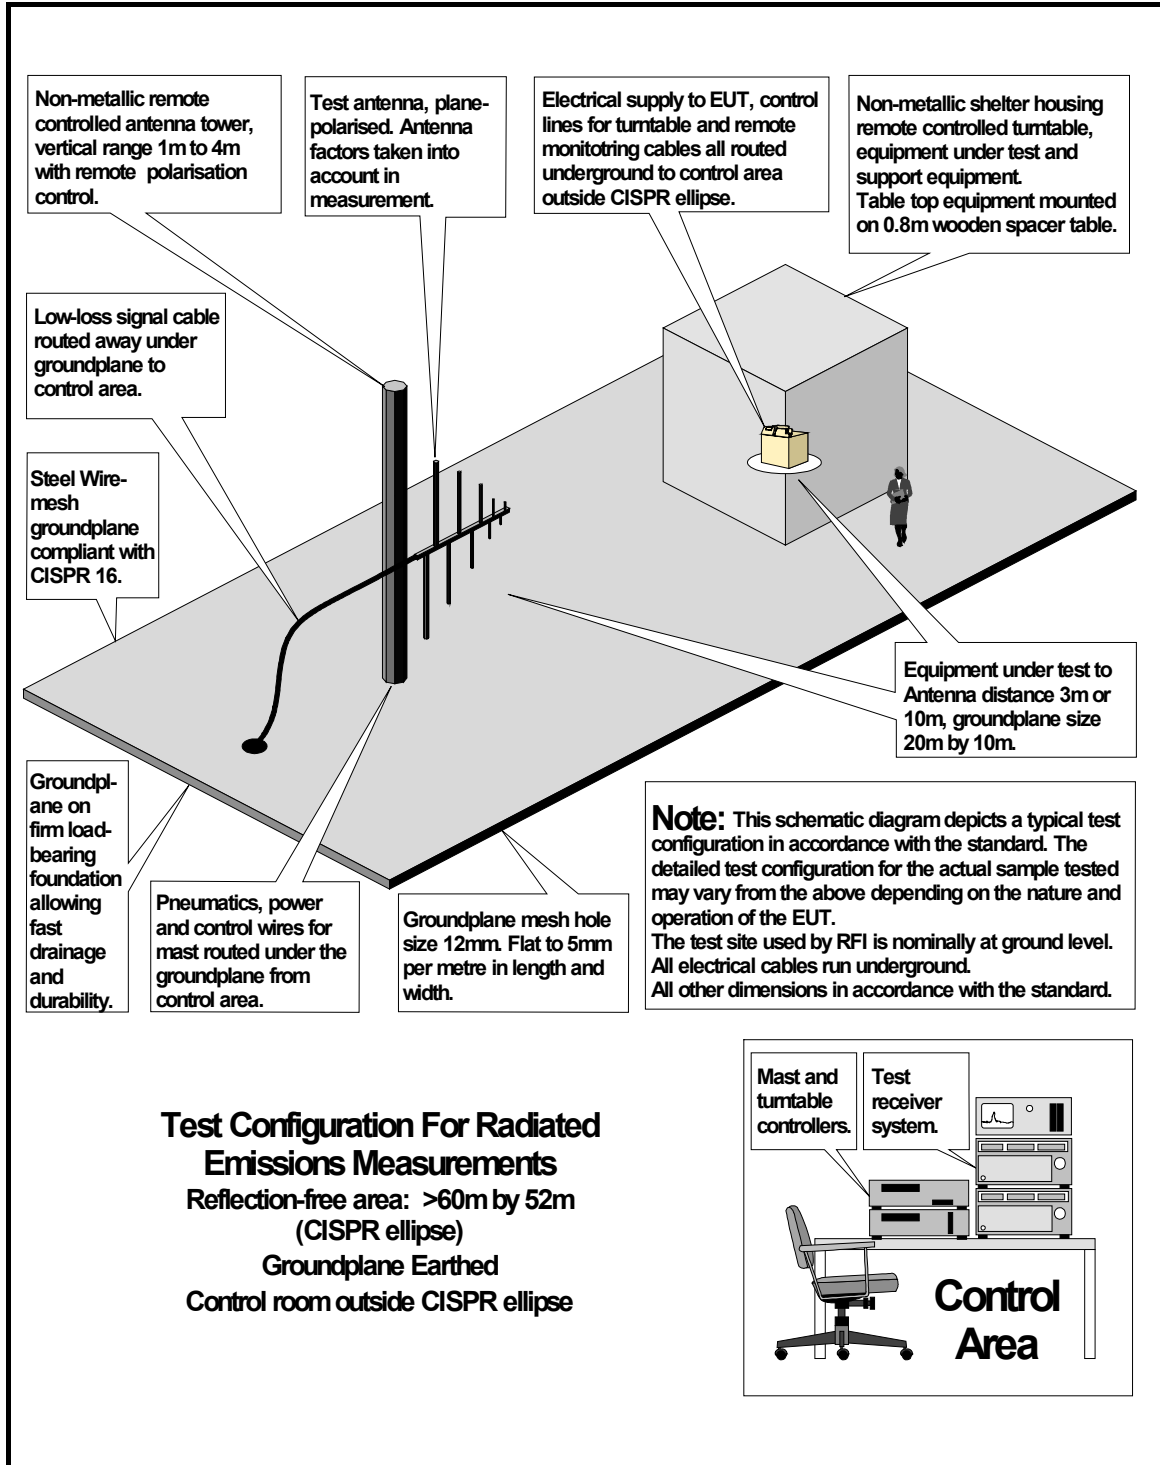 Non-metallic remote
controlled antenna tower,
vertical range 1m to 4m
with remote polarisation
control.
Test antenna, plane-
polarised. Antenna
factors taken into
account in
measurement.
Electrical supply to EUT, control
lines for turntable and remote
monitotring cables all routed
underground to control area
outside CISPR ellipse.
Non-metallic shelter housing
remote controlled turntable,
equipment under test and
support equipment.
Table top equipment mounted
on 0.8m wooden spacer table.
Low-loss signal cable
routed away under
groundplane to
control area.
Steel Wire-
mesh
groundplane
compliant with
CISPR 16.
Equipment under test to
Antenna distance 3m or
10m, groundplane size
20m by 10m.
Groundpl-
ane on
firm load-
bearing
foundation
allowing
fast
drainage
and
durability.
Pneumatics, power
and control wires for
mast routed under the
groundplane from
control area.
Groundplane mesh hole
size 12mm. Flat to 5mm
per metre in length and
width.
Note: This schematic diagram depicts a typical test
configuration in accordance with the standard. The
detailed test configuration for the actual sample tested
may vary from the above depending on the nature and
operation of the EUT.
The test site used by RFI is nominally at ground level.
All electrical cables run underground.
All other dimensions in accordance with the standard.
Test Configuration For Radiated
Emissions Measurements
Reflection-free area: >60m by 52m
(CISPR ellipse)
Groundplane Earthed
Control room outside CISPR ellipse
Mast and
turntable
controllers.
Test
receiver
system.
Control
Area